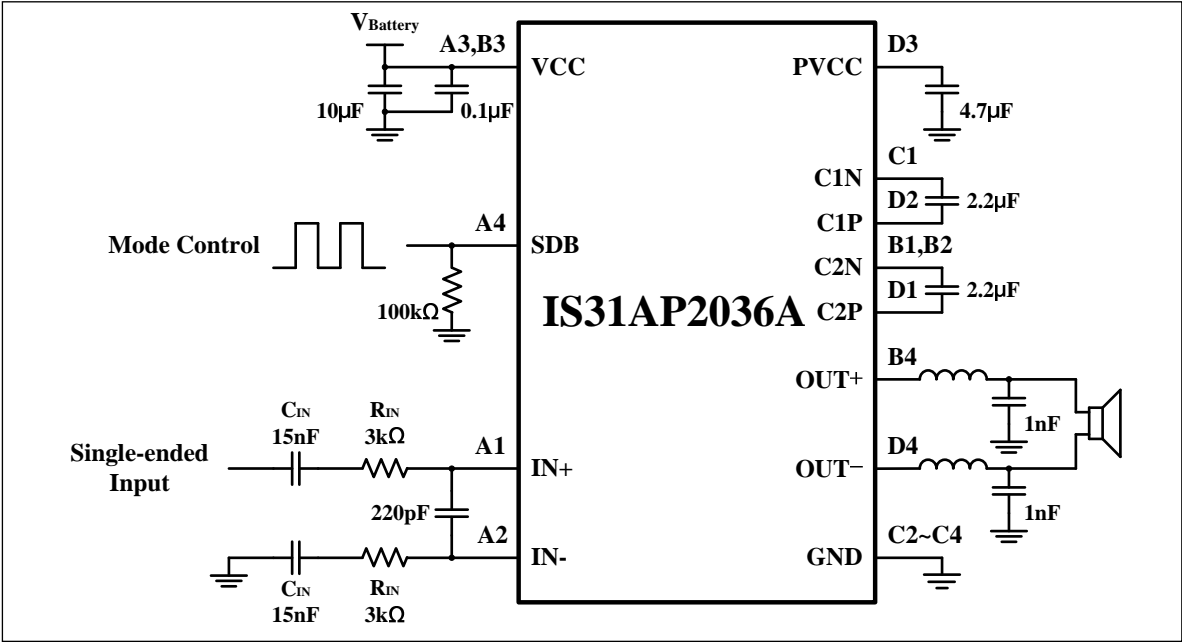 VBattery
A3,B3
VCC
10μF
0.1μF
Mode Control
A4
SDB
100kΩ
IS31AP2036A
CIN
15nF
RIN
3kΩ
Single-ended
Input
A1
IN+
220pF
A2
IN-
CIN
15nF
RIN
3kΩ
D3
PVCC
4.7μF
C1
C1N
D2
2.2μF
C1P
B1,B2
C2N
D1
2.2μF
C2P
B4
OUT+
1nF
D4
OUT−
1nF
C2~C4
GND